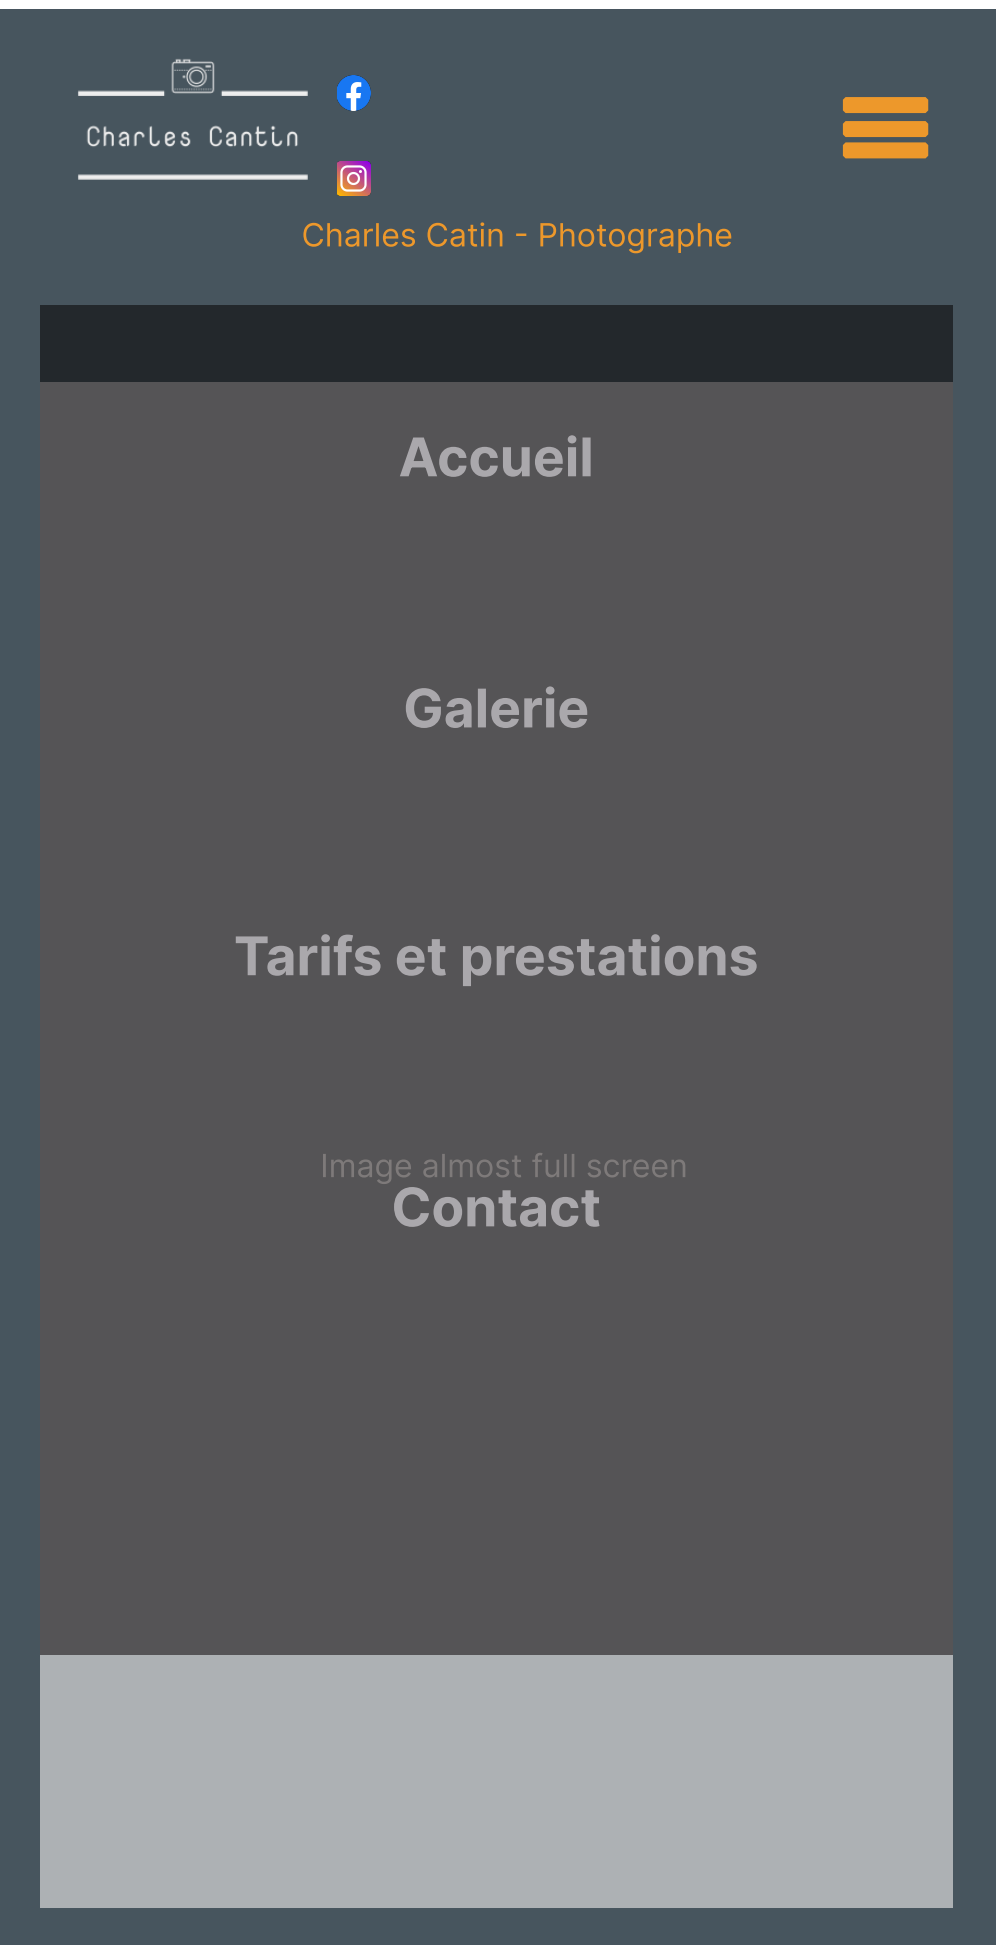 Charles Cantin
Charles Catin - Photographe
Accueil
Galerie
Tarifs et prestations
Image almost full screen
Contact